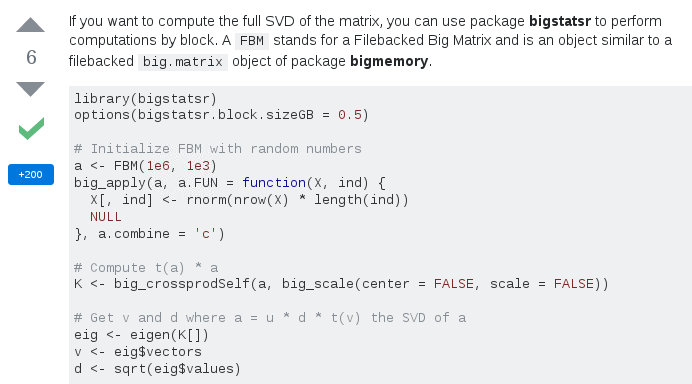 If you want to compute the full SVD of the matrix, you can use package bigstatsr to perform
computations by block. A FBM stands for a Filebacked Big Matrix and is an object similar to a
6
filebacked big.matrix object of package bigmemory.
library(bigstatsr)
options(bigstatsr.block.sizeGB = 0.5)
# Initialize FBM with random numbers
a <- FBM(1e6, 1e3)
+200
big_apply(a, a.FUN = function(X, ind) {
  X[, ind] <- rnorm(nrow(X) * length(ind))
  NULL
}, a.combine = 'c')
# Compute t(a) * a
K <- big_crossprodSelf(a, big_scale(center = FALSE, scale = FALSE))
# Get v and d where a = u * d * t(v) the SVD of a
eig <- eigen(K[])
v <- eig$vectors
d <- sqrt(eig$values)